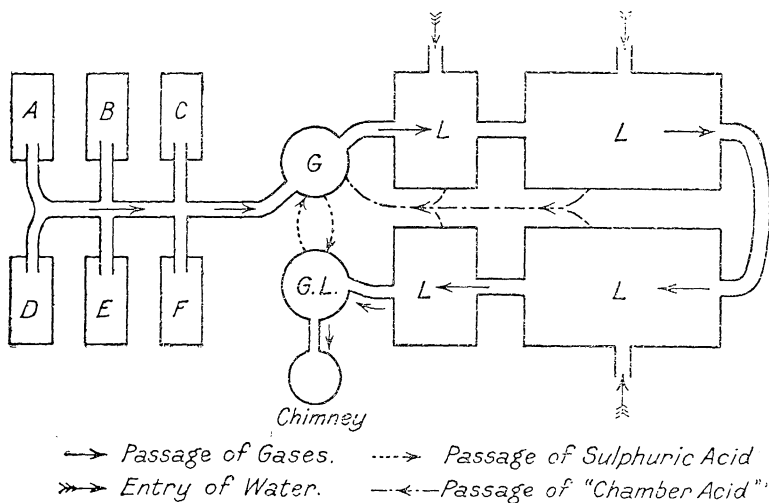 A B C
G
L L
D E F
G.L. L L
Chimney
Passage of Gases. Passage of Sulphuric Acid
Entry of Water. Passage of "Chamber Acid"